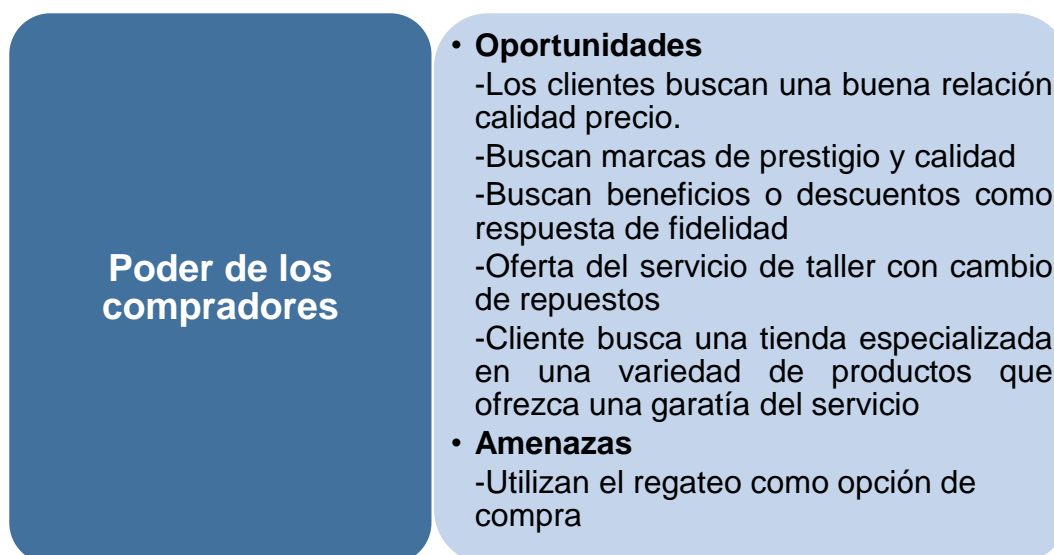 Poder de los
compradores
• Oportunidades
-Los clientes buscan una buena relación
calidad precio.
-Buscan marcas de prestigio y calidad
-Buscan beneficios o descuentos como
respuesta de fidelidad
-Oferta del servicio de taller con cambio
de repuestos
-Cliente busca una tienda especializada
en una variedad de productos que
ofrezca una garatía del servicio
• Amenazas
-Utilizan el regateo como opción de
compra